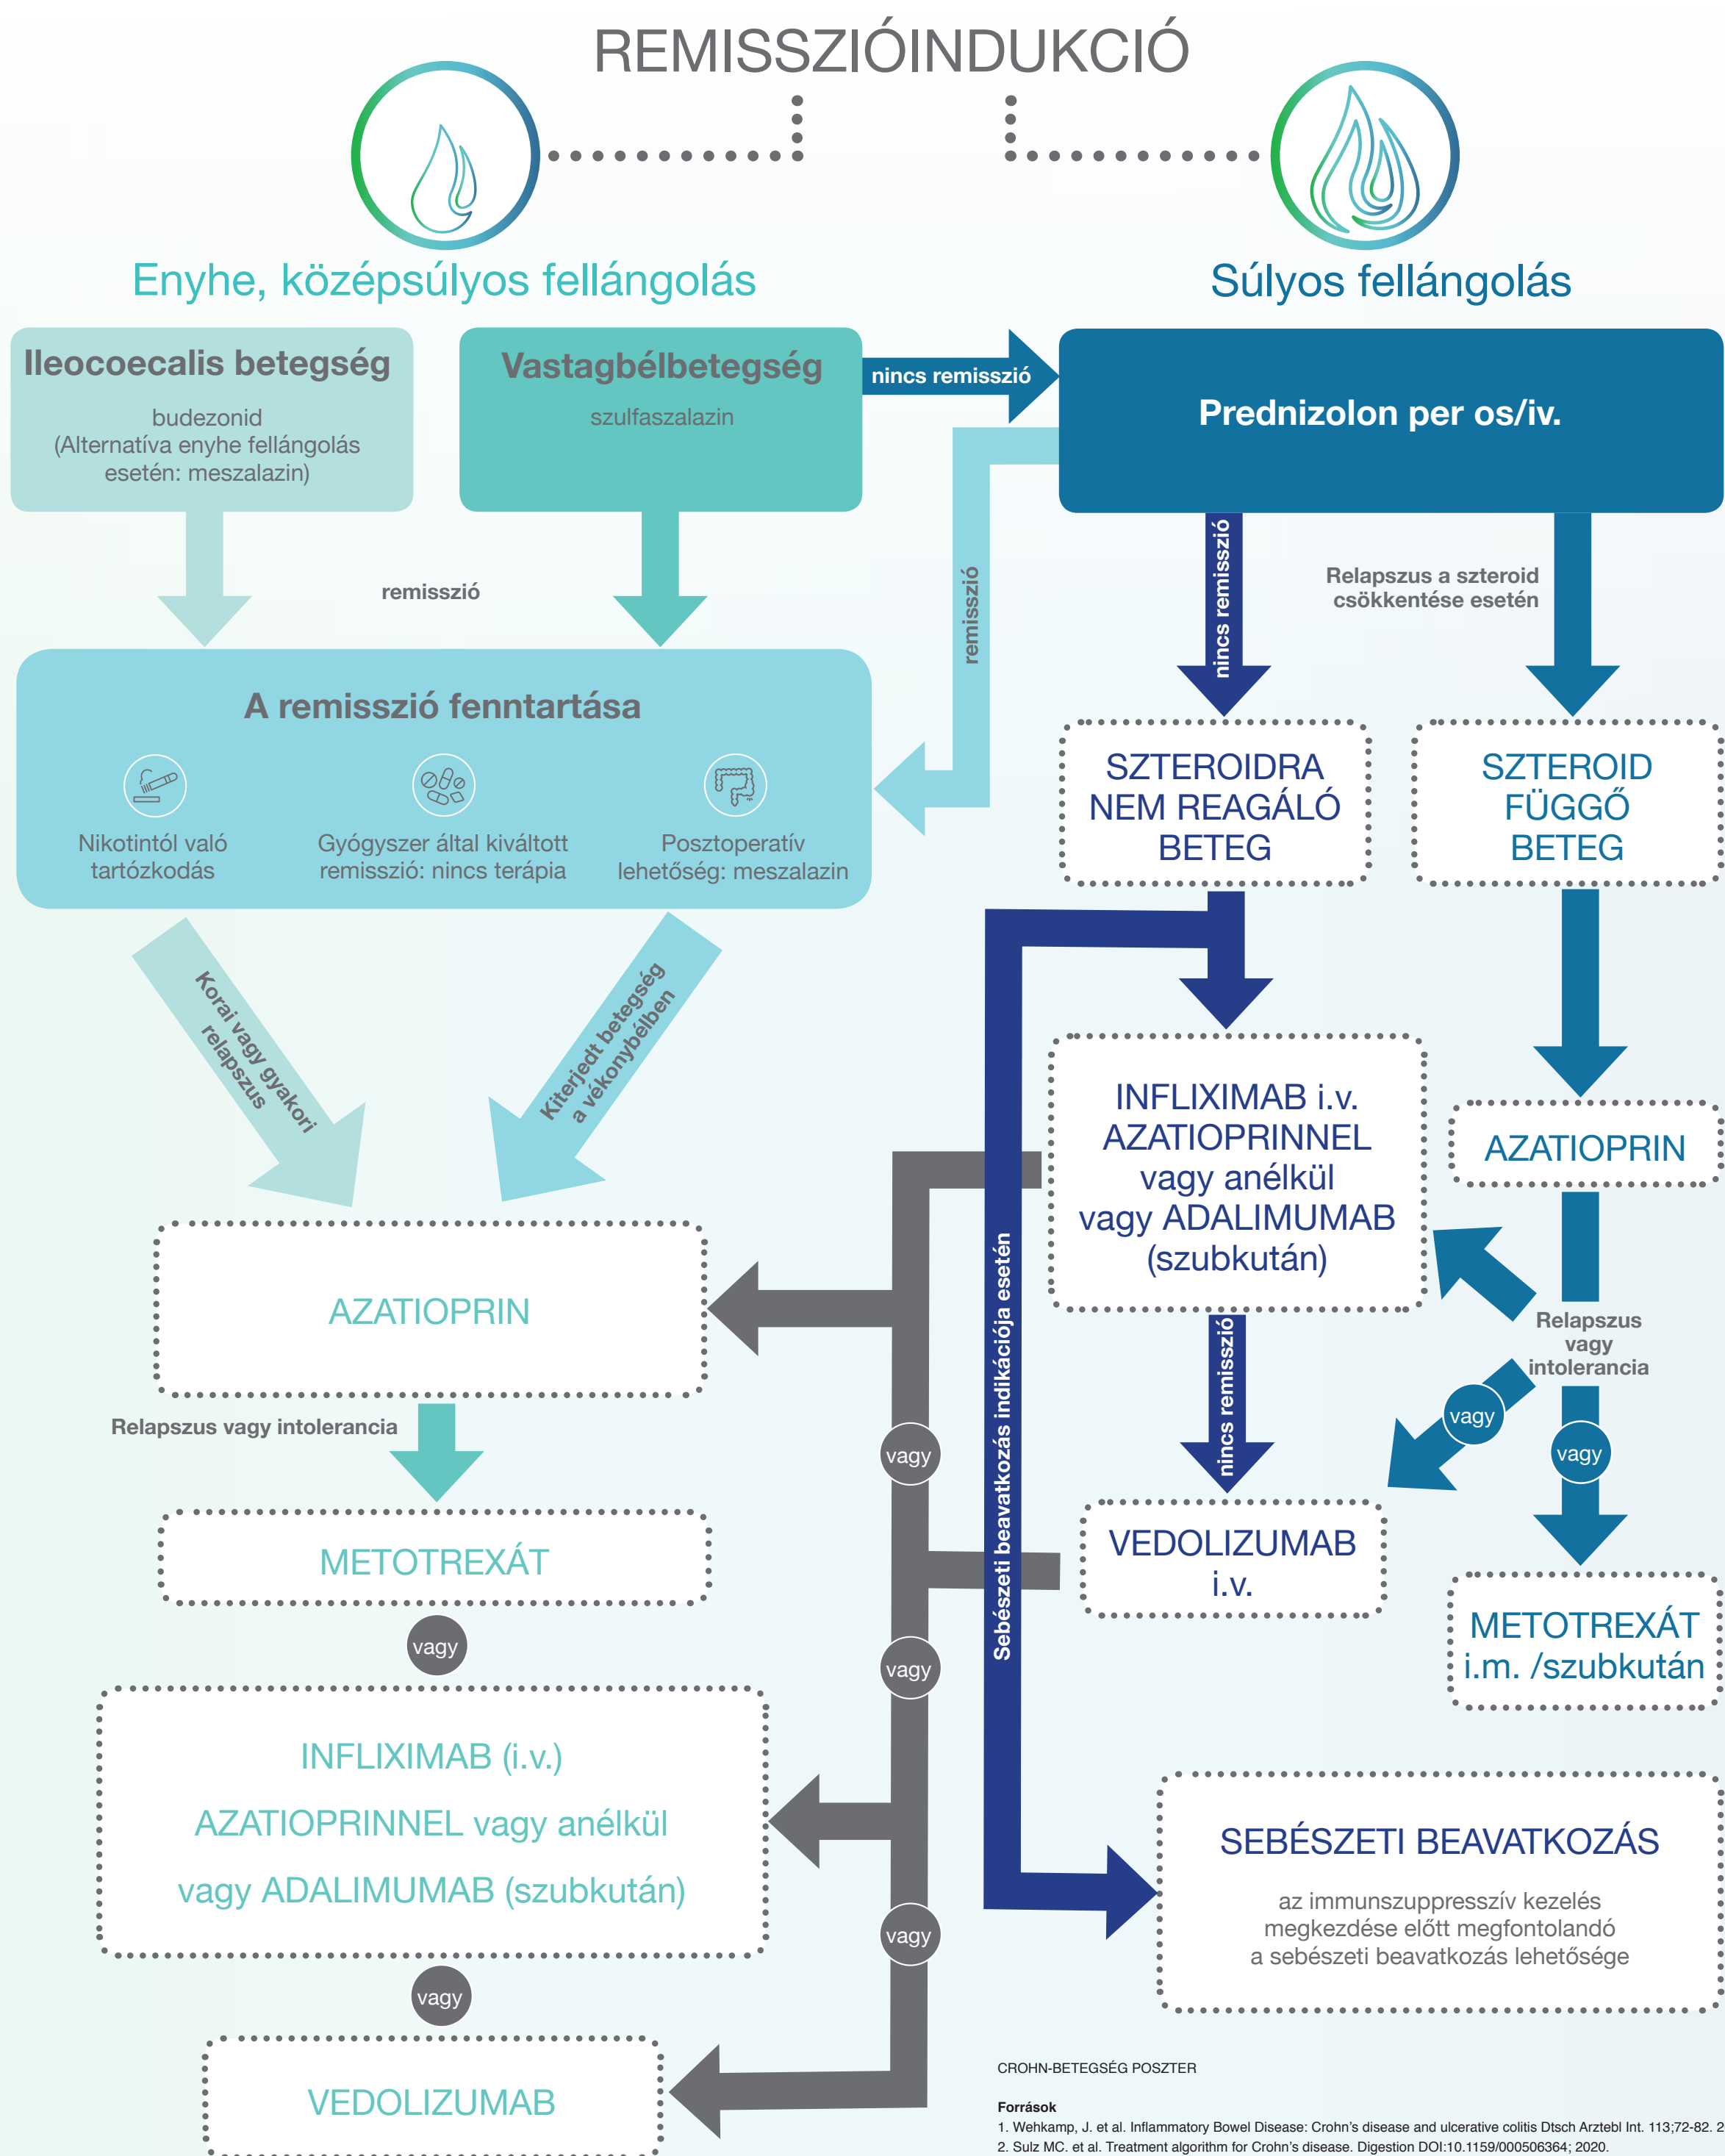 REMISSZIÓINDUKCIÓ
Enyhe, középsúlyos fellángolás
Súlyos fellángolás
Ileocoecalis betegség
budezonid
(Alternatíva enyhe fellángolás
esetén: meszalazin)
Vastagbélbetegség
szulfaszalazin
nincs remisszió
Prednizolon per os/iv.
remisszió
remisszió
nincs remisszió
Relapszus a szteroid
csökkentése esetén
A remisszió fenntartása
Nikotintól való
tartózkodás
Gyógyszer által kiváltott
remisszió: nincs terápia
Posztoperatív
lehetőség: meszalazin
SZTEROIDRA
NEM REAGÁLÓ
BETEG
SZTEROID
FÜGGŐ
BETEG
Korai vagy gyakori
relapszus
Kiterjedt betegség
a vékonybélben
INFLIXIMAB i.v.
AZATIOPRINNEL
vagy anélkül
vagy ADALIMUMAB
(szubkután)
AZATIOPRIN
AZATIOPRIN
Sebészeti beavatkozás indikációja esetén
Relapszus
vagy
intolerancia
nincs remisszió
vagy
vagy
Relapszus vagy intolerancia
vagy
METOTREXÁT
VEDOLIZUMAB
i.v.
METOTREXÁT
i.m. /szubkután
vagy
vagy
INFLIXIMAB (i.v.)
AZATIOPRINNEL vagy anélkül
vagy ADALIMUMAB (szubkután)
SEBÉSZETI BEAVATKOZÁS
az immunszuppresszív kezelés
megkezdése előtt megfontolandó
a sebészeti beavatkozás lehetősége
vagy
vagy
VEDOLIZUMAB
CROHN-BETEGSÉG POSZTER
Források
1. Wehkamp, J. et al. Inflammatory Bowel Disease: Crohn's disease and ulcerative colitis Dtsch Arztebl Int. 113;72-82.
2. Sulz MC. et al. Treatment algorithm for Crohn's disease. Digestion DOI:10.1159/000506364; 2020.